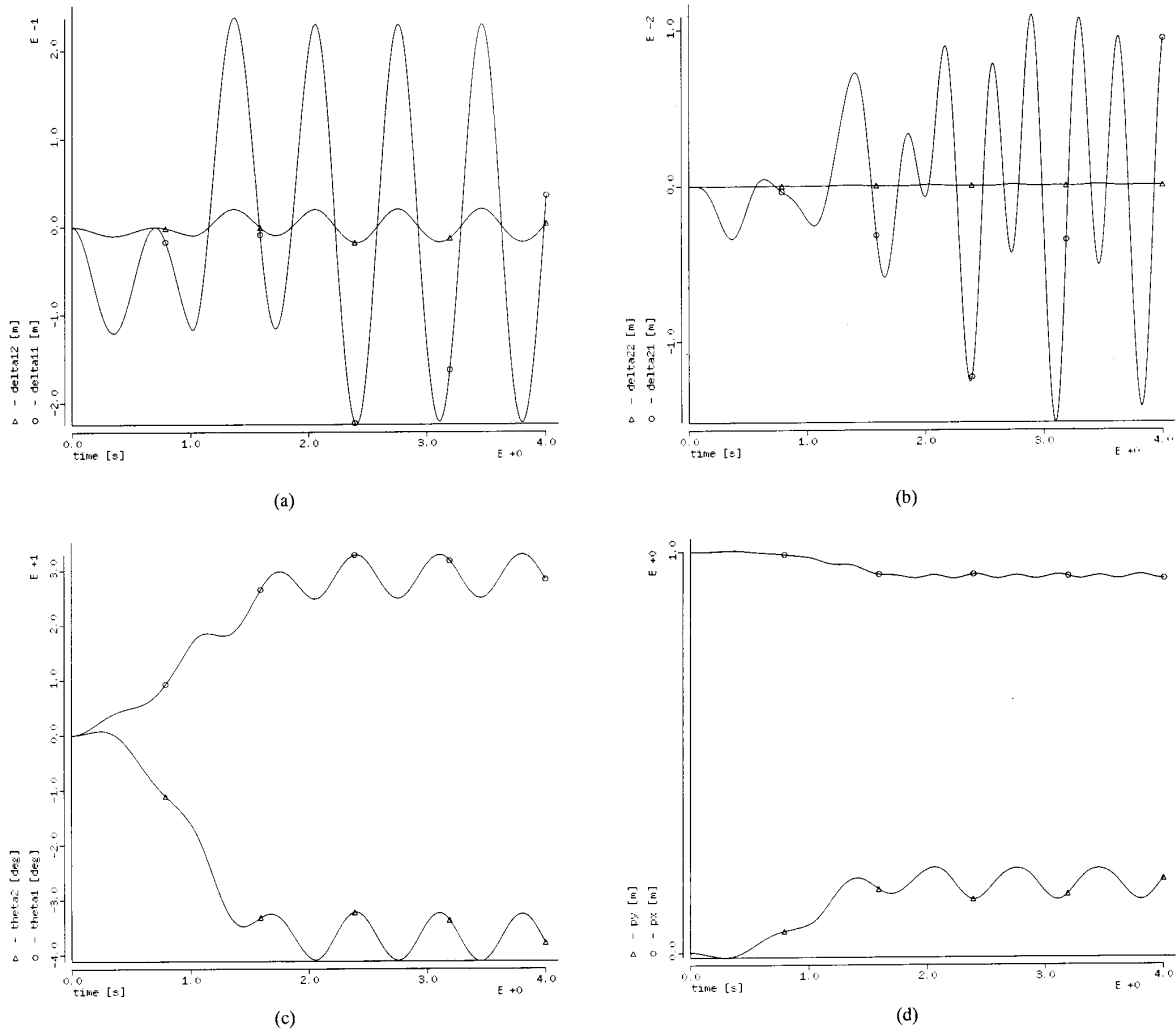 E -1
2.0
1.0
0.0
-1.0
-2.0
△ - delta12 [m]
○ - delta11 [m]
0.0 1.0 2.0 3.0 4.0
time [s]
E +0
(a)
E -2
1.0
0.0
-1.0
△ - delta22 [m]
○ - delta21 [m]
0.0 1.0 2.0 3.0 4.0
time [s]
E +0
(b)
E +1
3.0
2.0
1.0
0.0
-1.0
-2.0
-3.0
-4.0
△ - theta2 [deg]
○ - theta1 [deg]
0.0 1.0 2.0 3.0 4.0
time [s]
E +0
(c)
E +0
1.0
0.0
△ - py [m]
○ - px [m]
0.0 1.0 2.0 3.0 4.0
time [s]
E +0
(d)